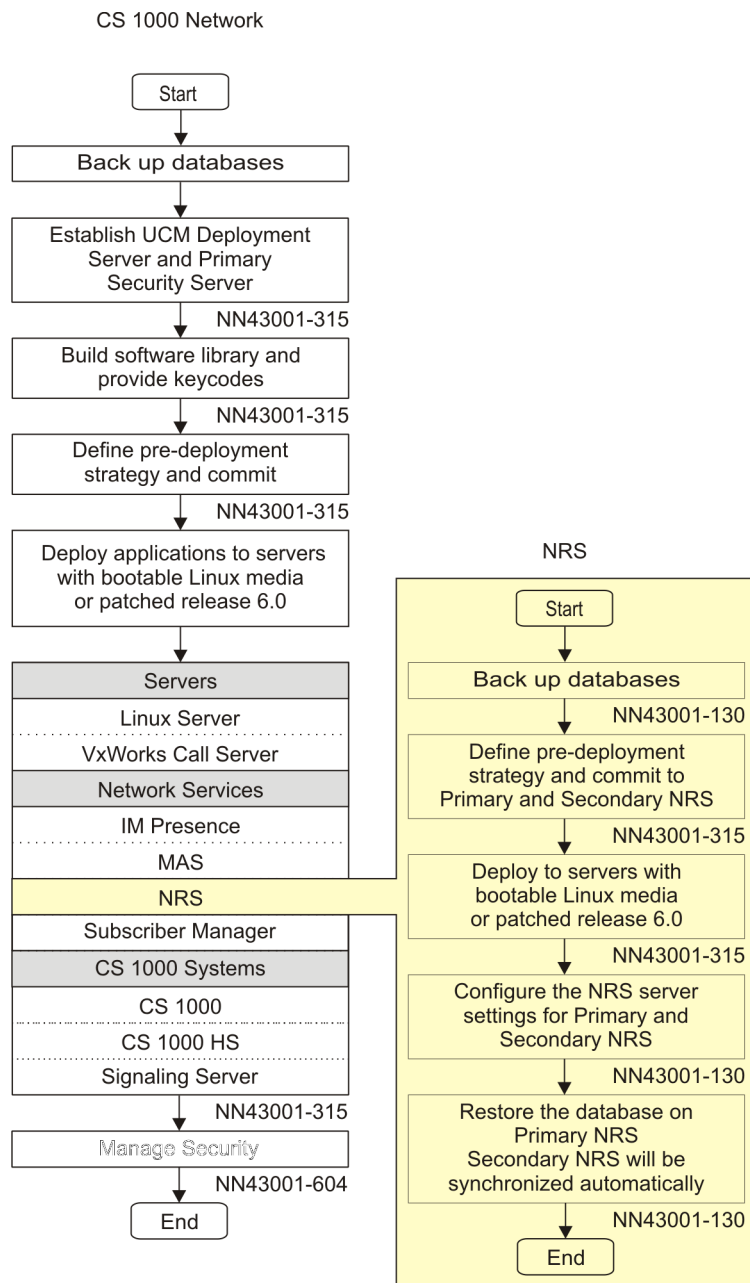 CS 1000 Network
Start
Back up databases
Establish UCM Deployment
Server and Primary
Security Server
NN43001-315
Build software library and
provide keycodes
NN43001-315
Define pre-deployment
strategy and commit
NN43001-315
Deploy applications to servers
with bootable Linux media
or patched release 6.0
Servers
Linux Server
VxWorks Call Server
Network Services
IM Presence
MAS
NRS
Subscriber Manager
CS 1000 Systems
CS 1000
CS 1000 HS
Signaling Server
NN43001-315
Manage Security
NN43001-604
End
NRS
Start
Back up databases
NN43001-130
Define pre-deployment
strategy and commit to
Primary and Secondary NRS
NN43001-315
Deploy to servers with
bootable Linux media
or patched release 6.0
NN43001-315
Configure the NRS server
settings for Primary and
Secondary NRS
NN43001-130
Restore the database on
Primary NRS
Secondary NRS will be
synchronized automatically
NN43001-130
End